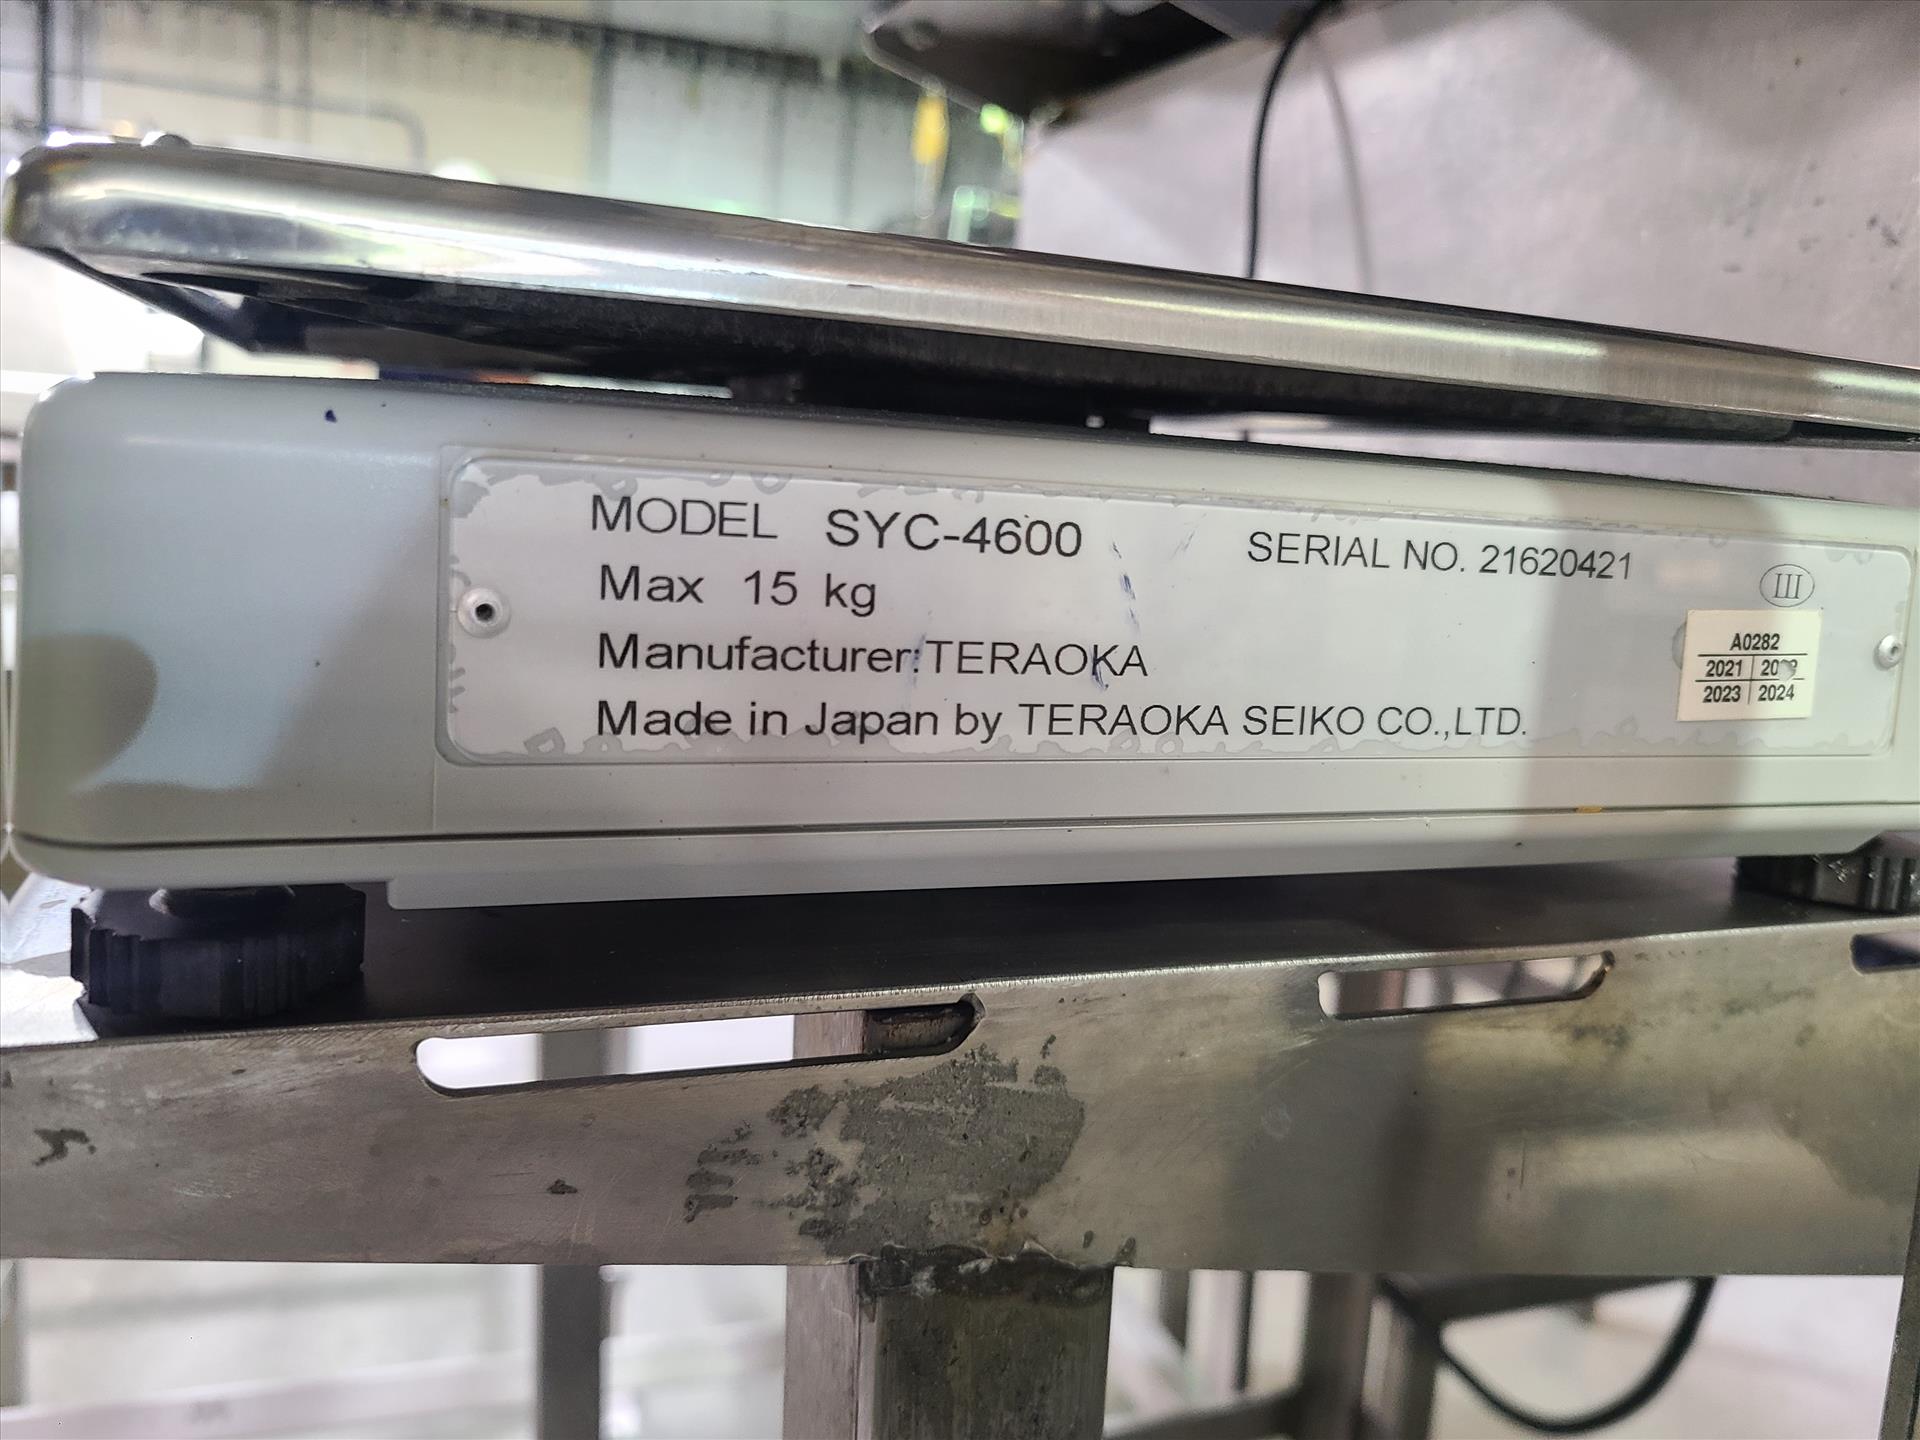 MODEL SYC-4600
SERIAL NO. 21620421
Max 15 kg
III
Manufacturer:TERAOKA
Made in Japan by TERAOKA SEIKO CO.,LTD.
A0282
2021
2023 2024